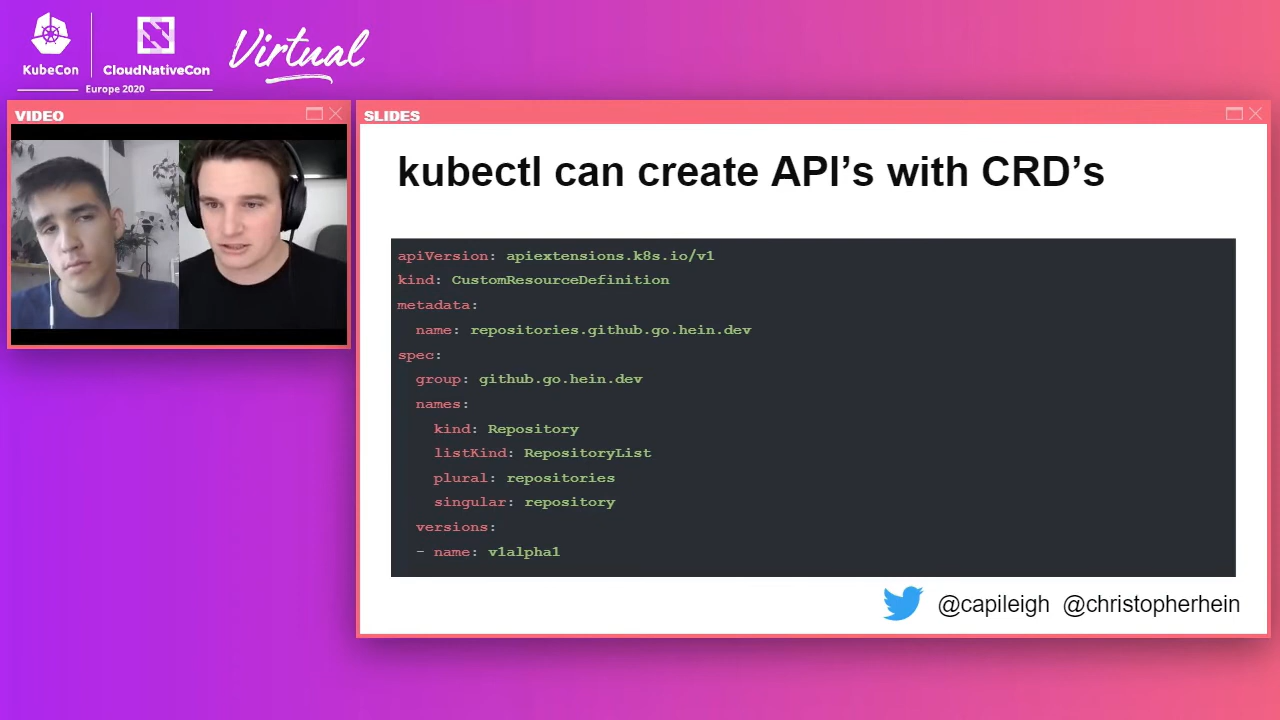 KubeCon
CloudNativeCon
Europe 2020
Virtual
VIDEO
SLIDES
kubectl can create API’s with CRD’s
apiVersion: apiextensions.k8s.io/v1
kind: CustomResourceDefinition
metadata:
  name: repositories.github.go.hein.dev
spec:
  group: github.go.hein.dev
  names:
    kind: Repository
    listKind: RepositoryList
    plural: repositories
    singular: repository
  versions:
  - name: v1alpha1
@capileigh @christopherhein